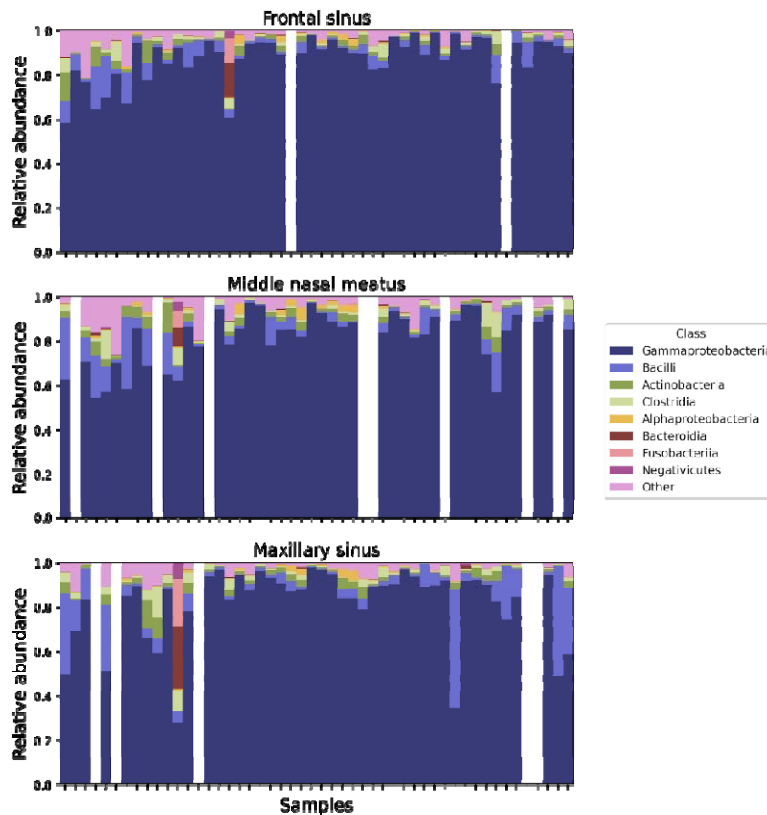 Frontal sinus
1.0
0.8
0.6
0.4
0.2
0.0
Relative abundance
Middle nasal meatus
1.0
0.8
0.6
0.4
0.2
0.0
Relative abundance
Class
Gammaproteobacteria
Bacilli
Actinobacteria
Clostridia
Alphaproteobacteria
Bacteroidia
Fusobacteriia
Negativicutes
Other
Maxillary sinus
1.0
0.8
0.6
0.4
0.2
0.0
Relative abundance
Samples